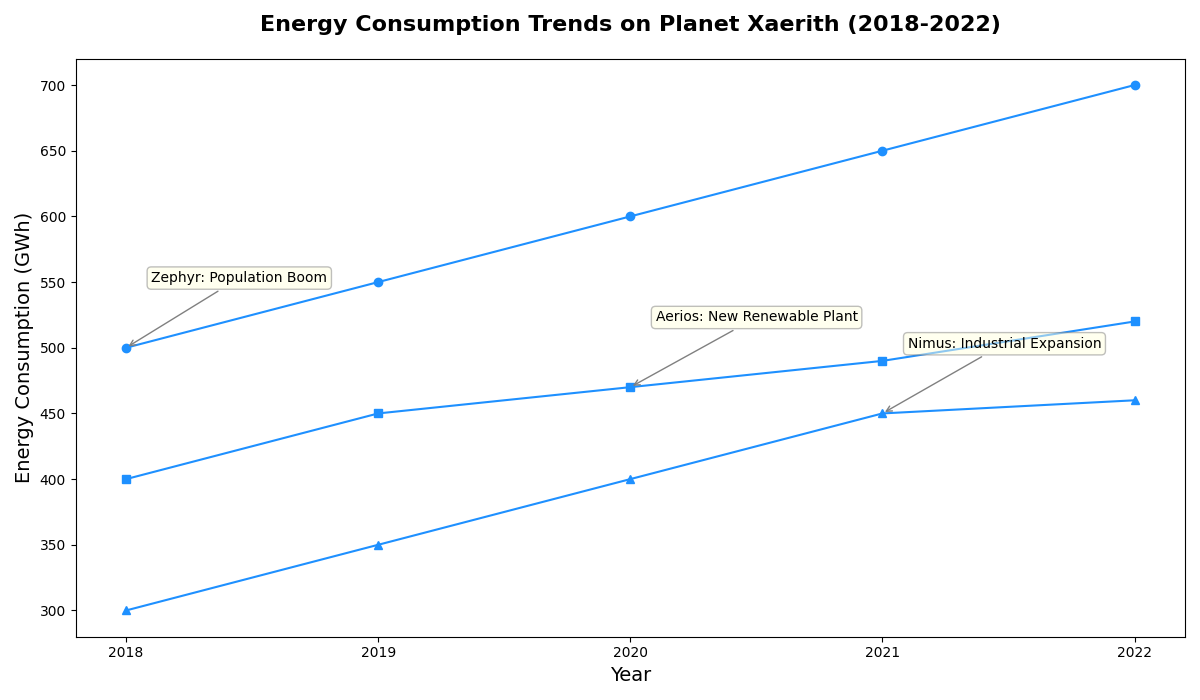 Energy Consumption Trends on Planet Xaerith (2018-2022)
Energy Consumption (GWh)
700
650
600
550
500
450
400
350
300
Zephyr: Population Boom
Aerios: New Renewable Plant
Nimus: Industrial Expansion
2018
2019
2020
2021
2022
Year